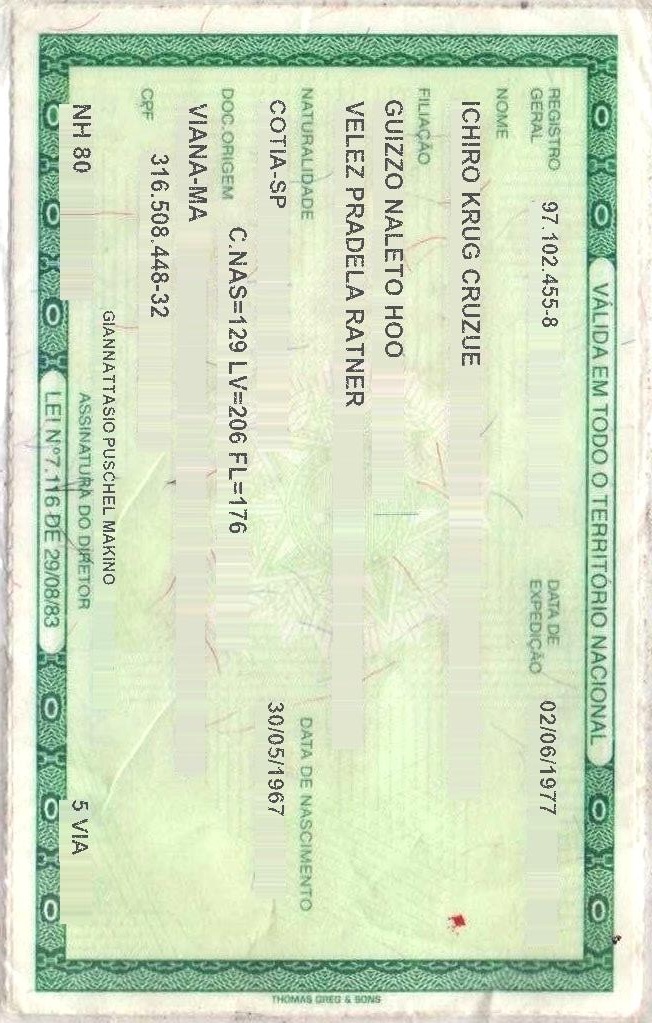 VÁLIDA EM TODO O TERRITÓRIO NACIONAL
REGISTRO GERAL 97.102.455-8 DATA DE EXPEDIÇÃO 02/06/1977
NOME
ICHIRO KRUG CRUZUE
FILIAÇÃO
GUIZZO NALETO HOO
VELEZ PRADELA RATNER
NATURALIDADE DATA DE NASCIMENTO
COTIA-SP 30/05/1967
DOC.ORIGEM C.NAS=129 LV=206 FL=176
VIANA-MA
CPF 316.508.448-32
GIANNATTASIO PUSCHEL MAKINO
NH 80 ASSINATURA DO DIRETOR 5 VIA
LEI Nº7.116 DE 29/08/83
THOMAS GREG & SONS